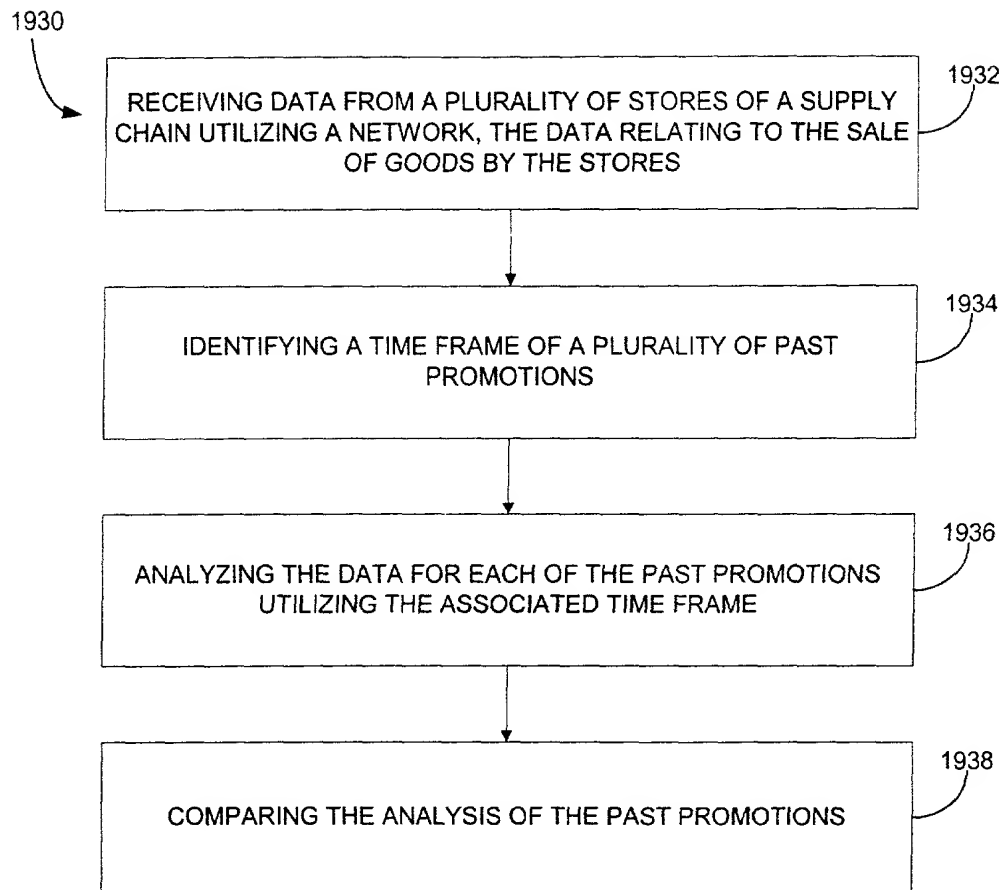 1930
1932
RECEIVING DATA FROM A PLURALITY OF STORES OF A SUPPLY
CHAIN UTILIZING A NETWORK, THE DATA RELATING TO THE SALE
OF GOODS BY THE STORES
1934
IDENTIFYING A TIME FRAME OF A PLURALITY OF PAST
PROMOTIONS
1936
ANALYZING THE DATA FOR EACH OF THE PAST PROMOTIONS
UTILIZING THE ASSOCIATED TIME FRAME
1938
COMPARING THE ANALYSIS OF THE PAST PROMOTIONS